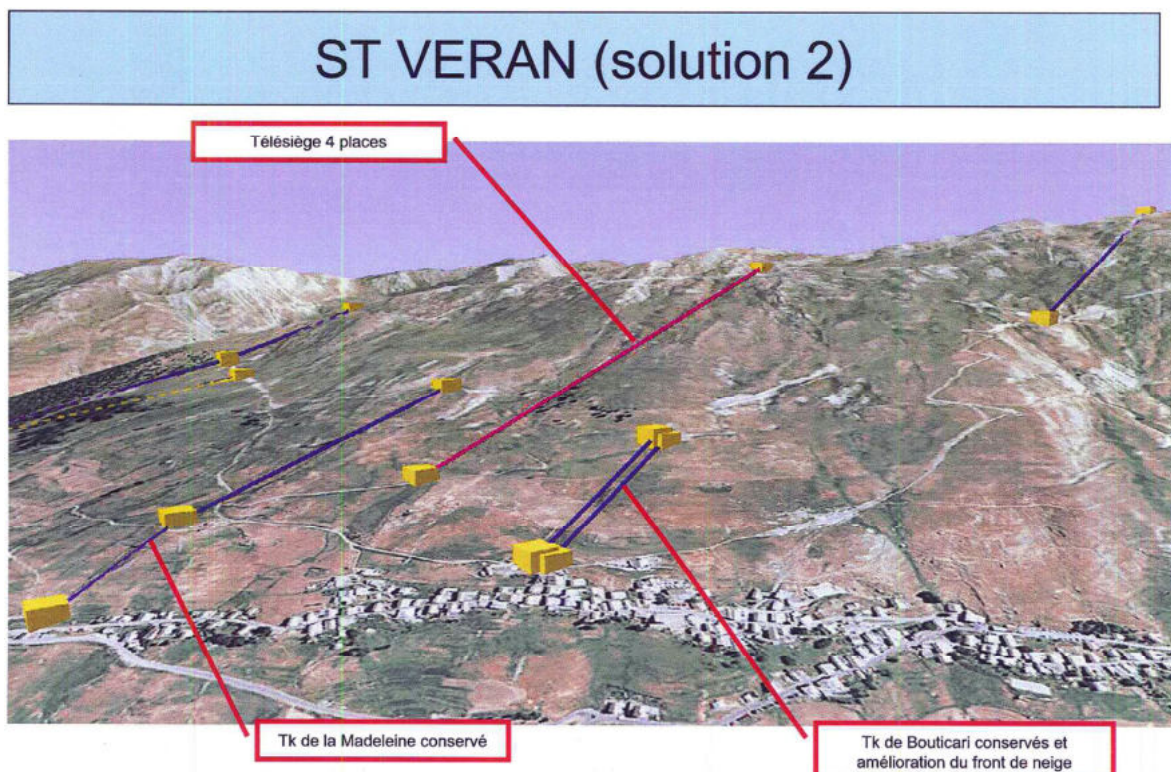 ST VERAN (solution 2)
Télésiège 4 places
Tk de la Madeleine conservé
Tk de Bouticari conservés et
amélioration du front de neige